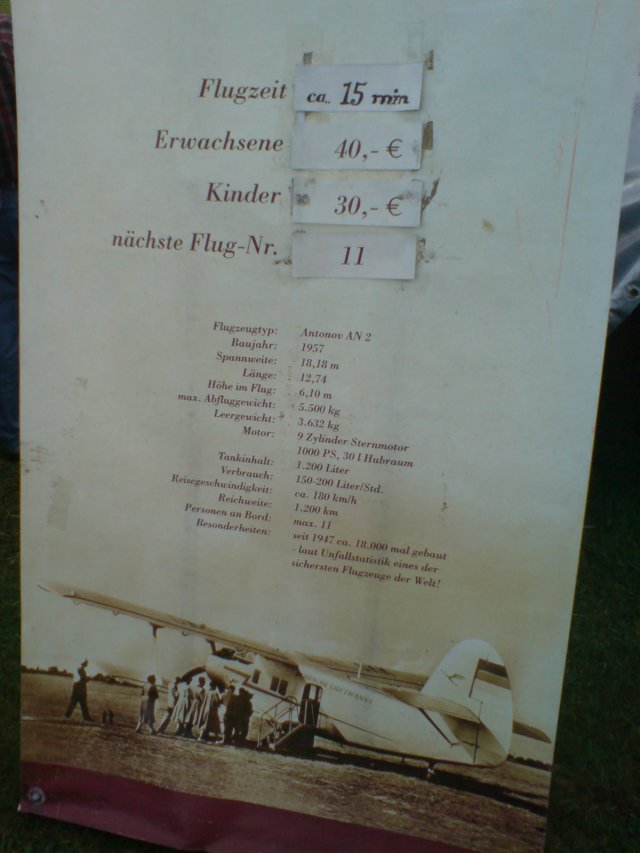 Flugzeit ca. 15 min
Erwachsene 40,- €
Kinder 30,- €
nächste Flug-Nr. 11
Flugzeugtyp: Antonov AN 2
Baujahr: 1957
Spannweite: 18,18 m
Länge: 12,74
Höhe im Flug: 6,10 m
max. Abfluggewicht: 5.500 kg
Leergewicht: 3.632 kg
Motor: 9 Zylinder Sternmotor
1000 PS, 30 l Hubraum
Tankinhalt: 1.200 Liter
Verbrauch: 150-200 Liter/Std.
Reisegeschwindigkeit: ca. 180 km/h
Reichweite: 1.200 km
Personen an Bord: max. 11
Besonderheiten: seit 1947 ca. 18.000 mal gebaut
- laut Unfallstatistik eines der
sichersten Flugzeuge der Welt!
LUFTHANSA